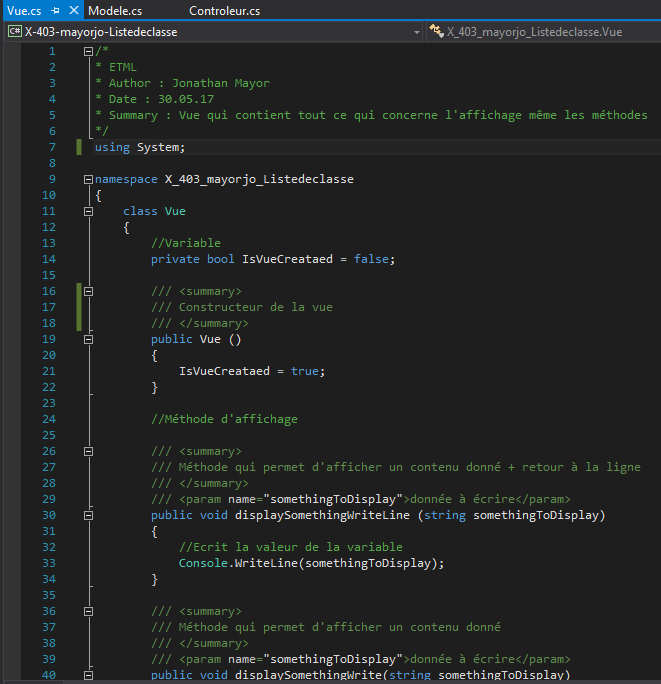 Vue.cs Modele.cs Controleur.cs
C# X-403-mayorjo-Listedeclasse X_403_mayorjo_Listedeclasse.Vue
1 /*
2 * ETML
3 * Author : Jonathan Mayor
4 * Date : 30.05.17
5 * Summary : Vue qui contient tout ce qui concerne l'affichage même les méthodes
6 */
7 using System;
8
9 namespace X_403_mayorjo_Listedeclasse
10 {
11 class Vue
12 {
13 //Variable
14 private bool IsVueCreataed = false;
15
16 /// <summary>
17 /// Constructeur de la vue
18 /// </summary>
19 public Vue ()
20 {
21 IsVueCreataed = true;
22 }
23
24 //Méthode d'affichage
25
26 /// <summary>
27 /// Méthode qui permet d'afficher un contenu donné + retour à la ligne
28 /// </summary>
29 /// <param name="somethingToDisplay">donnée à écrire</param>
30 public void displaySomethingWriteLine (string somethingToDisplay)
31 {
32 //Ecrit la valeur de la variable
33 Console.WriteLine(somethingToDisplay);
34 }
35
36 /// <summary>
37 /// Méthode qui permet d'afficher un contenu donné
38 /// </summary>
39 /// <param name="somethingToDisplay">donnée à écrire</param>
40 public void displaySomethingWrite(string somethingToDisplay)